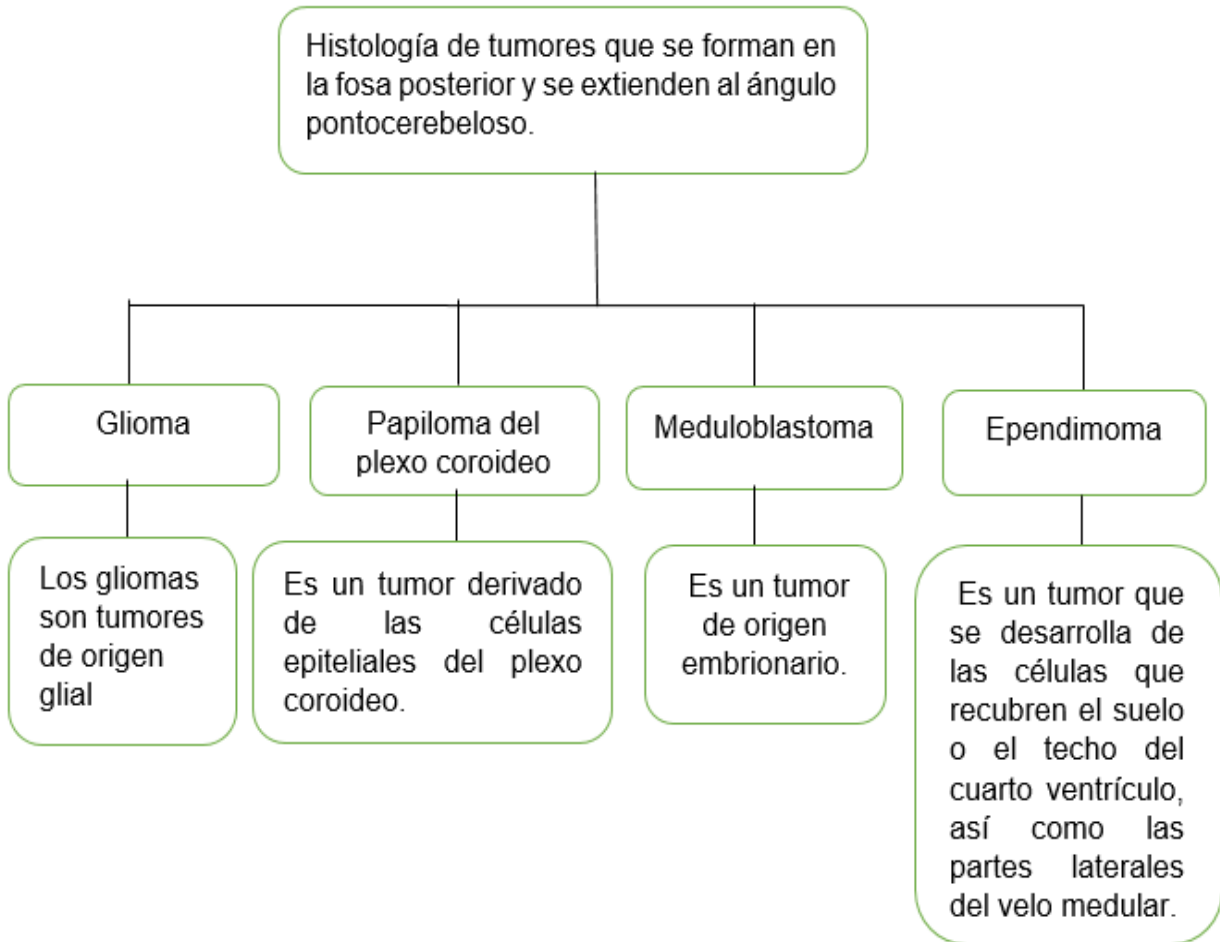 Histología de tumores que se forman en
la fosa posterior y se extienden al ángulo
pontocerebeloso.
Glioma
Papiloma del
plexo coroideo
Meduloblastoma
Ependimoma
Los gliomas
son tumores
de origen
glial
Es un tumor derivado
de las células
epiteliales del plexo
coroideo.
Es un tumor
de origen
embrionario.
Es un tumor que
se desarrolla de
las células que
recubren el suelo
o el techo del
cuarto ventrículo,
así como las
partes laterales
del velo medular.